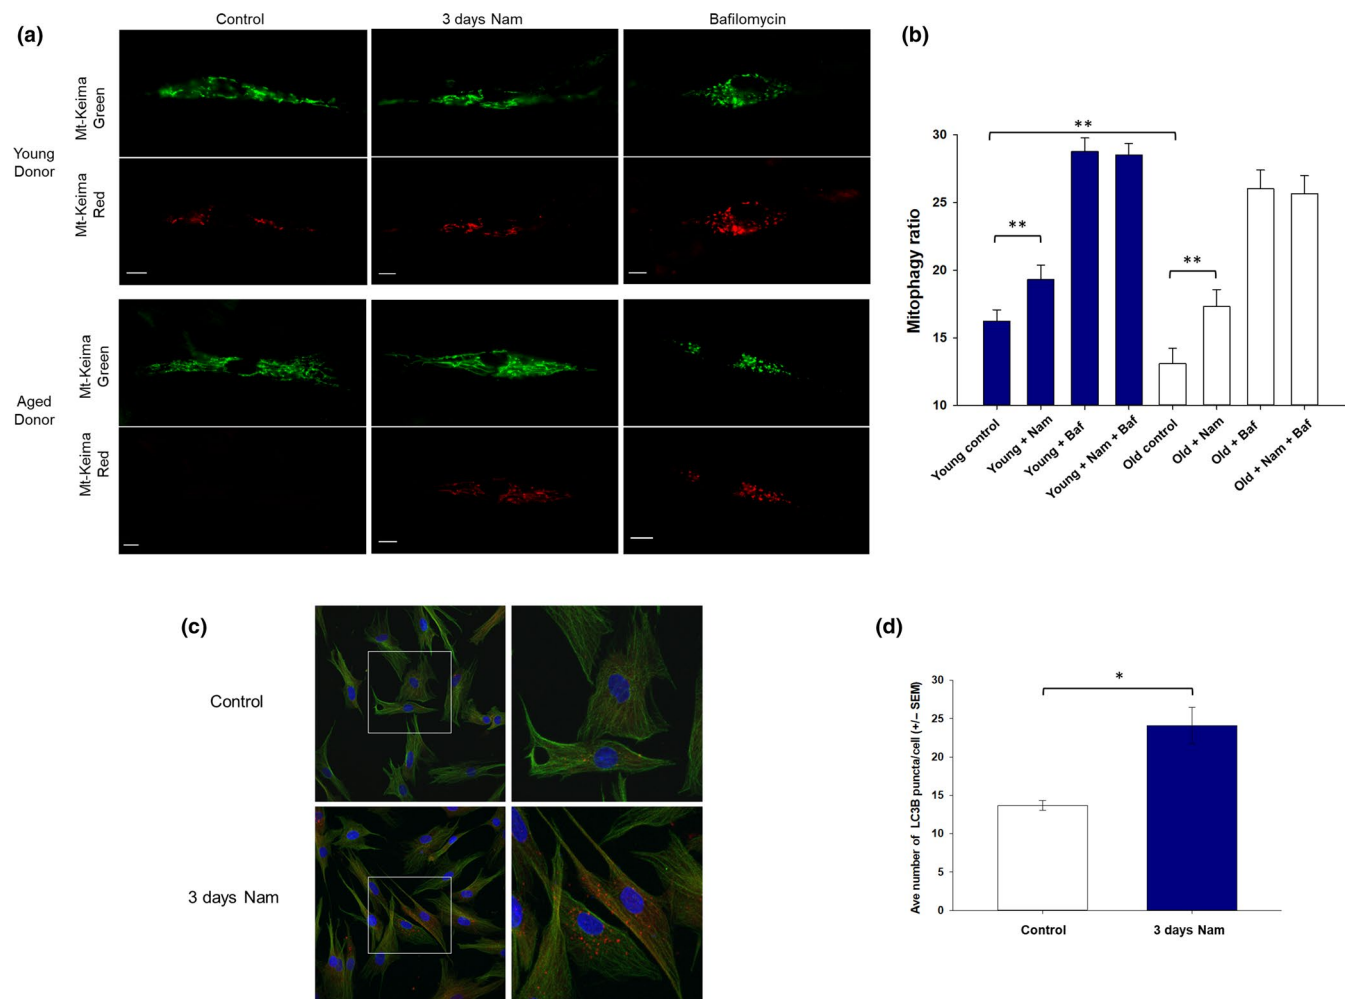 (a)
Control
3 days Nam
Bafilomycin
Young
Donor
Mt-Keima
Green
Mt-Keima
Red
Aged
Donor
Mt-Keima
Green
Mt-Keima
Red
(b)
Mitophagy ratio
30
25
20
15
10
**
**
**
Young control
Young + Nam
Young + Baf
Young + Nam + Baf
Old control
Old + Nam
Old + Baf
Old + Nam + Baf
(c)
Control
3 days Nam
(d)
Ave number of LC3B puncta/cell (+/− SEM)
30
25
20
15
10
5
0
*
Control
3 days Nam